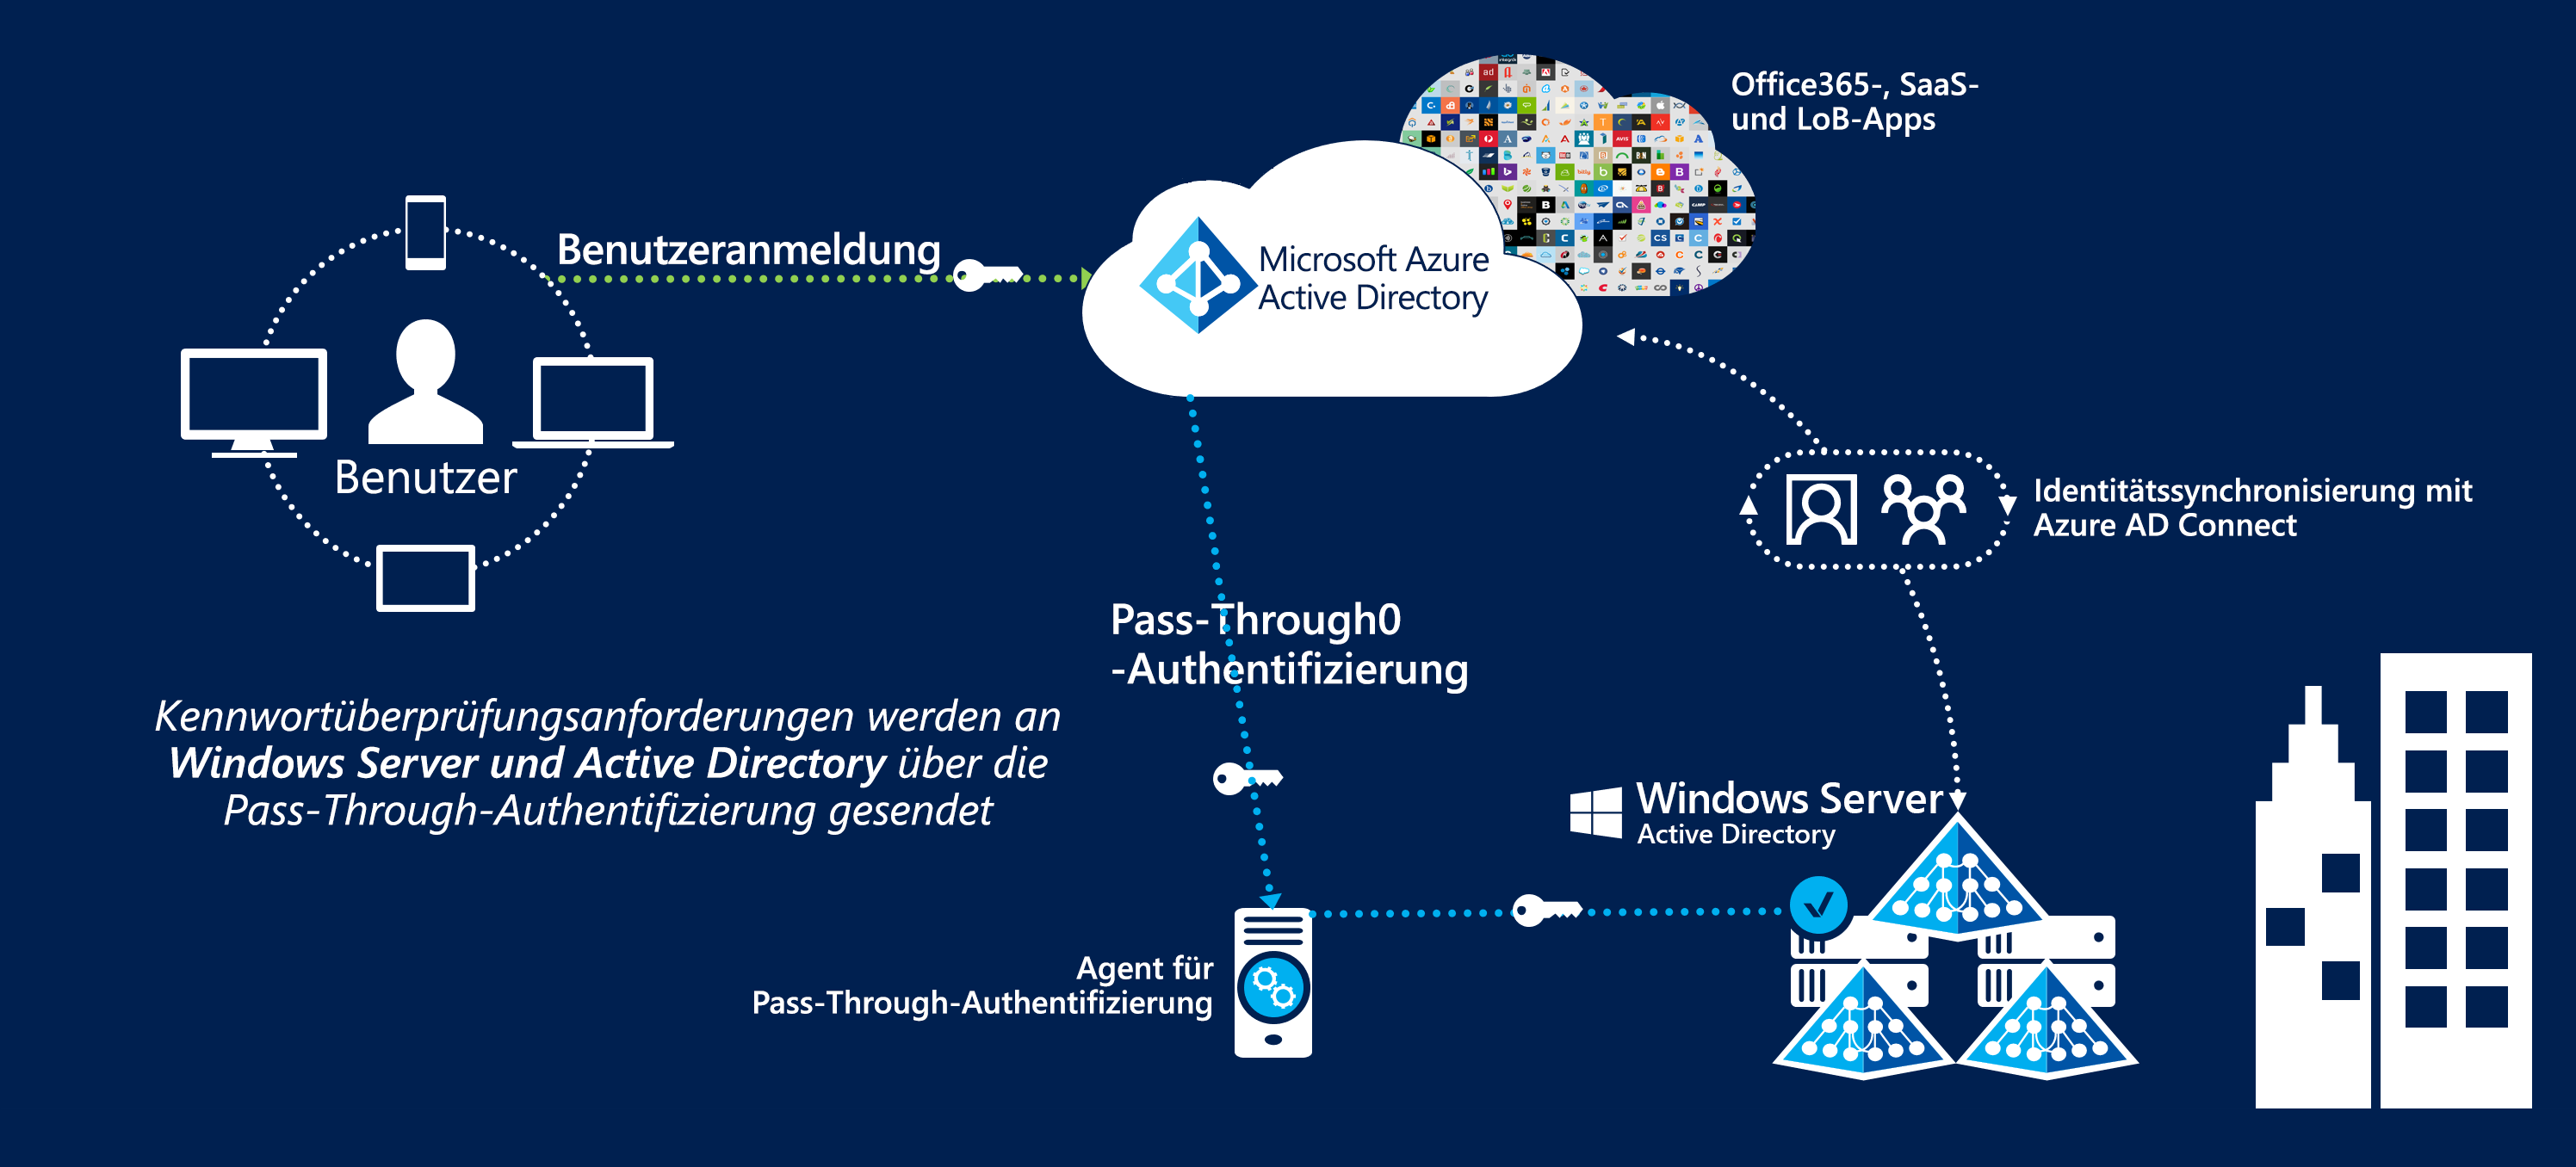 Office365-, SaaS-
und LoB-Apps
Benutzeranmeldung
Microsoft Azure
Active Directory
Benutzer
Identitätssynchronisierung mit
Azure AD Connect
Pass-Through0
-Authentifizierung
Kennwortüberprüfungsanforderungen werden an
Windows Server und Active Directory über die
Pass-Through-Authentifizierung gesendet
Windows Server
Active Directory
Agent für
Pass-Through-Authentifizierung